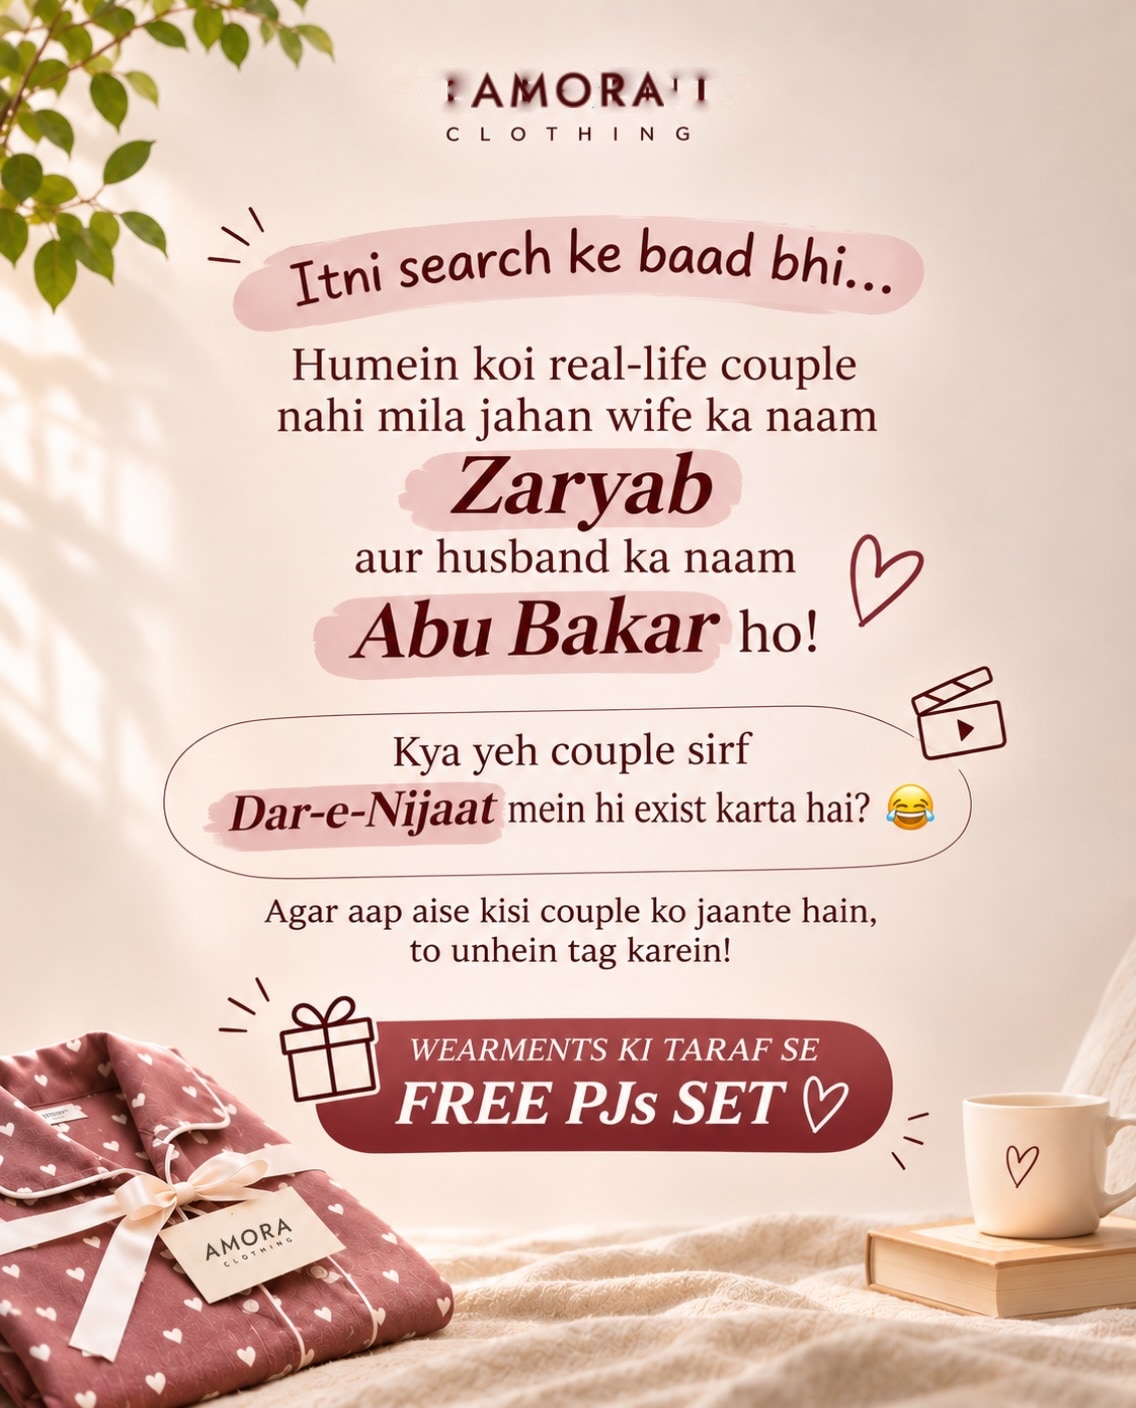 AMORA
CLOTHING
Itni search ke baad bhi...
Humein koi real-life couple
nahi mila jahan wife ka naam
Zaryab
aur husband ka naam
Abu Bakar ho!
Kya yeh couple sirf
Dar-e-Nijaat mein hi exist karta hai? 😂
Agar aap aise kisi couple ko jaante hain,
to unhein tag karein!
WEARMENTS KI TARAF SE
FREE PJs SET
AMORA
CLOTHING